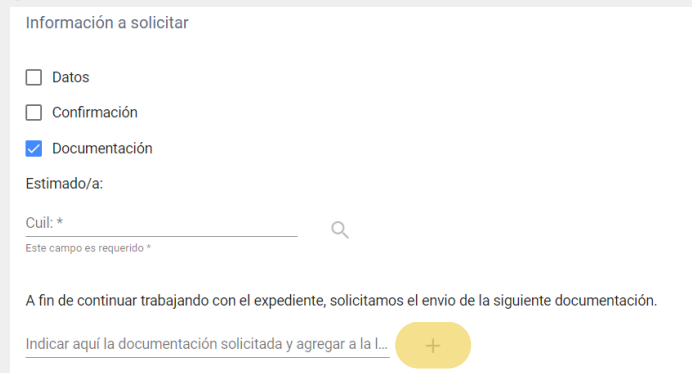 Información a solicitar
Datos
Confirmación
Documentación
Estimado/a:
Cuil: *
Este campo es requerido *
A fin de continuar trabajando con el expediente, solicitamos el envio de la siguiente documentación.
Indicar aquí la documentación solicitada y agregar a la l...
+